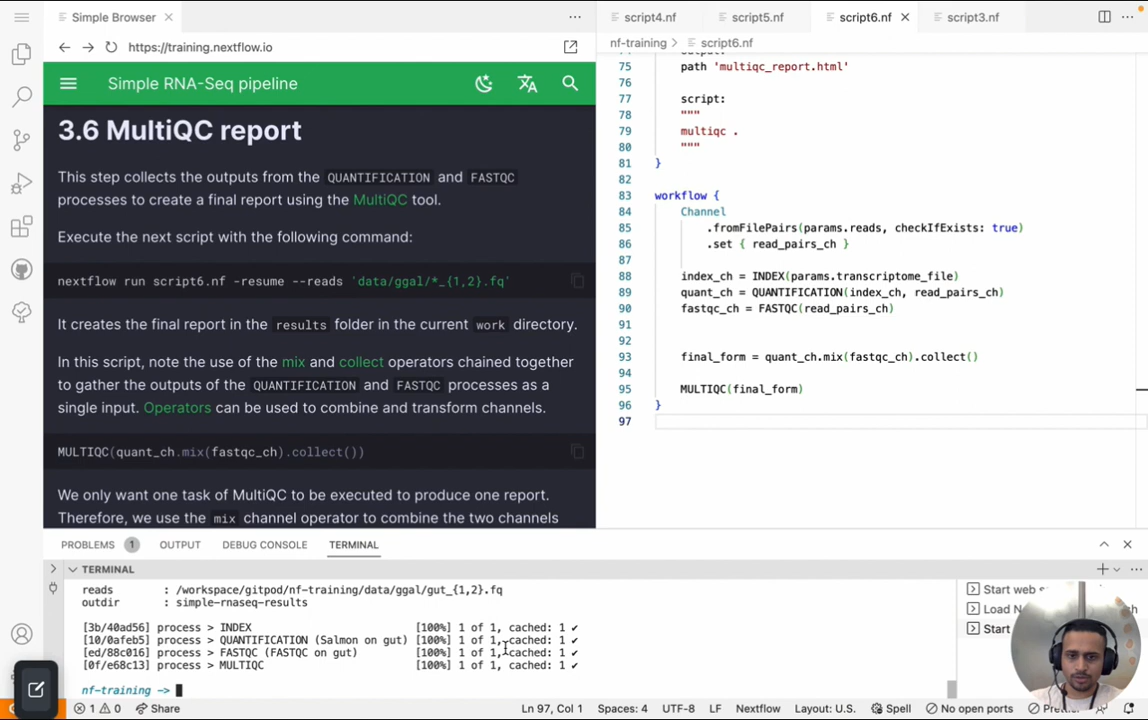 Simple Browser
https://training.nextflow.io
Simple RNA-Seq pipeline
3.6 MultiQC report
This step collects the outputs from the QUANTIFICATION and FASTQC
processes to create a final report using the MultiQC tool.
Execute the next script with the following command:
nextflow run script6.nf -resume --reads 'data/ggal/*_{1,2}.fq'
It creates the final report in the results folder in the current work directory.
In this script, note the use of the mix and collect operators chained together
to gather the outputs of the QUANTIFICATION and FASTQC processes as a
single input. Operators can be used to combine and transform channels.
MULTIQC(quant_ch.mix(fastqc_ch).collect())
We only want one task of MultiQC to be executed to produce one report.
Therefore, we use the mix channel operator to combine the two channels
script4.nf script5.nf script6.nf script3.nf
nf-training > script6.nf
75 path 'multiqc_report.html'
76
77 script:
78 """
79 multiqc .
80 """
81 }
82
83 workflow {
84 Channel
85 .fromFilePairs(params.reads, checkIfExists: true)
86 .set { read_pairs_ch }
87
88 index_ch = INDEX(params.transcriptome_file)
89 quant_ch = QUANTIFICATION(index_ch, read_pairs_ch)
90 fastqc_ch = FASTQC(read_pairs_ch)
91
92
93 final_form = quant_ch.mix(fastqc_ch).collect()
94
95 MULTIQC(final_form)
96 }
97
PROBLEMS 1 OUTPUT DEBUG CONSOLE TERMINAL
TERMINAL
reads : /workspace/gitpod/nf-training/data/ggal/gut_{1,2}.fq
outdir : simple-rnaseq-results
[3b/40ad56] process > INDEX [100%] 1 of 1, cached: 1 ✔
[10/0afeb5] process > QUANTIFICATION (Salmon on gut) [100%] 1 of 1, cached: 1 ✔
[ed/88c016] process > FASTQC (FASTQC on gut) [100%] 1 of 1, cached: 1 ✔
[0f/e68c13] process > MULTIQC [100%] 1 of 1, cached: 1 ✔
nf-training ->
Start web s
Load N
Start
1 0 Share Ln 97, Col 1 Spaces: 4 UTF-8 LF Nextflow Layout: U.S. Spell No open ports